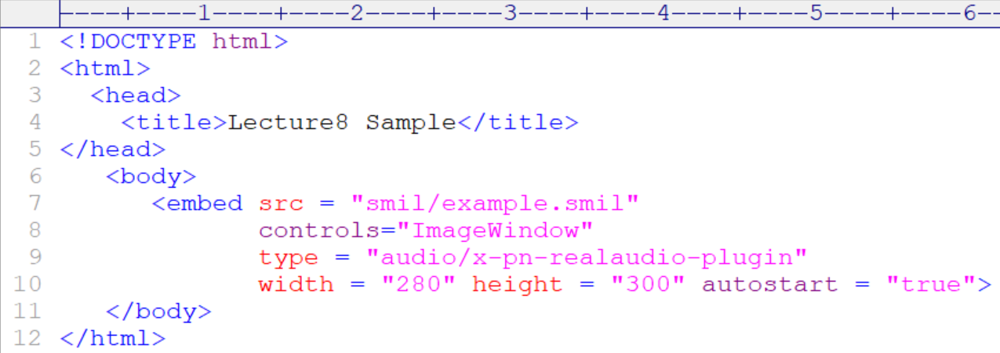 |----+----1----+----2----+----3----+----4----+----5----+----6--
1 <!DOCTYPE html>
2 <html>
3   <head>
4     <title>Lecture8 Sample</title>
5 </head>
6    <body>
7       <embed src = "smil/example.smil"
8              controls="ImageWindow"
9              type = "audio/x-pn-realaudio-plugin"
10              width = "280" height = "300" autostart = "true">
11    </body>
12 </html>